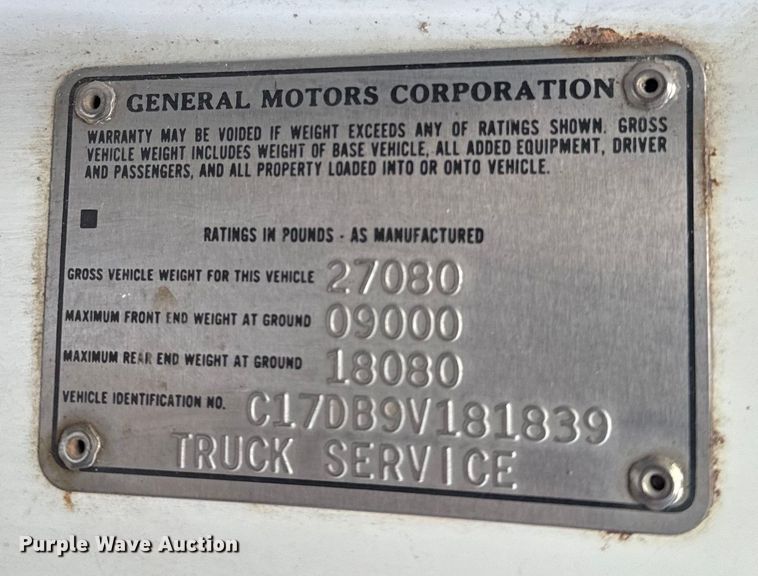 GENERAL MOTORS CORPORATION
WARRANTY MAY BE VOIDED IF WEIGHT EXCEEDS ANY OF RATINGS SHOWN. GROSS
VEHICLE WEIGHT INCLUDES WEIGHT OF BASE VEHICLE, ALL ADDED EQUIPMENT, DRIVER
AND PASSENGERS, AND ALL PROPERTY LOADED INTO OR ONTO VEHICLE.
RATINGS IN POUNDS - AS MANUFACTURED
GROSS VEHICLE WEIGHT FOR THIS VEHICLE 27080
MAXIMUM FRONT END WEIGHT AT GROUND 09000
MAXIMUM REAR END WEIGHT AT GROUND 18080
VEHICLE IDENTIFICATION NO. C17DB9V181839
TRUCK SERVICE
Purple Wave Auction